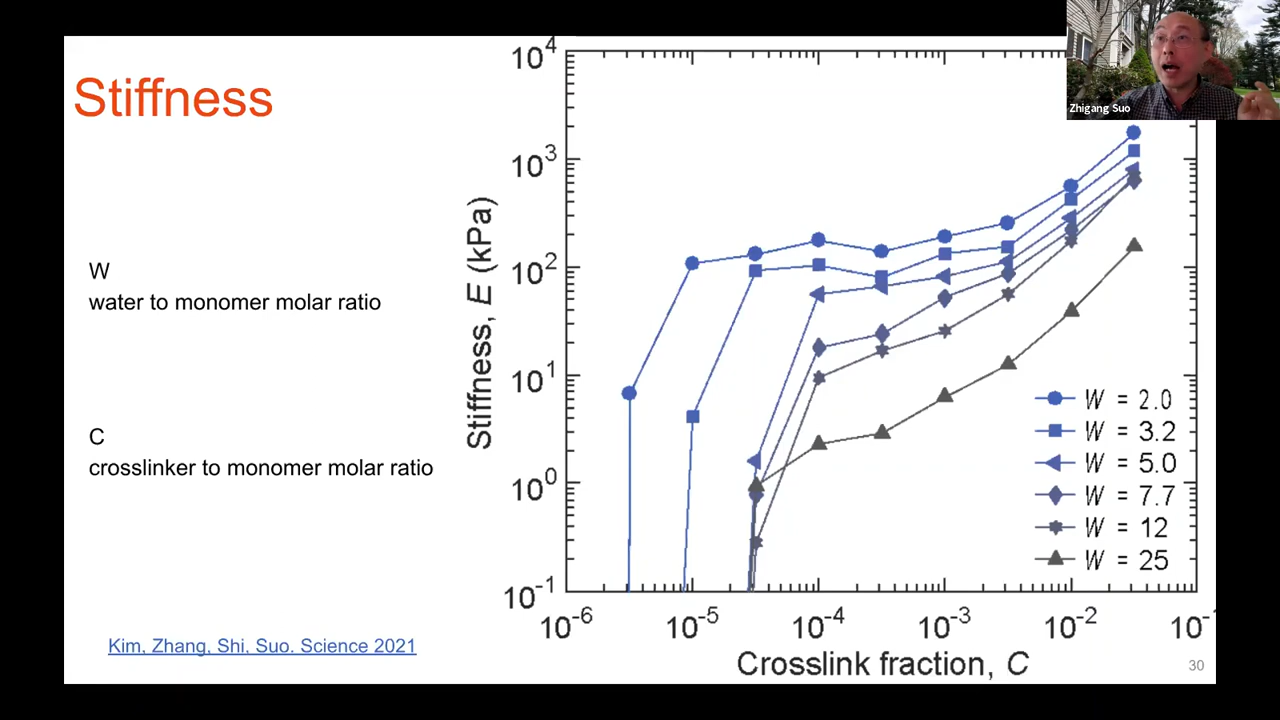 Stiffness
W
water to monomer molar ratio
C
crosslinker to monomer molar ratio
Kim, Zhang, Shi, Suo. Science 2021
Stiffness, E (kPa)
10^4
10^3
10^2
10^1
10^0
10^-1
10^-6
10^-5
10^-4
10^-3
10^-2
10^-1
Crosslink fraction, C
W = 2.0
W = 3.2
W = 5.0
W = 7.7
W = 12
W = 25
30
Zhigang Suo